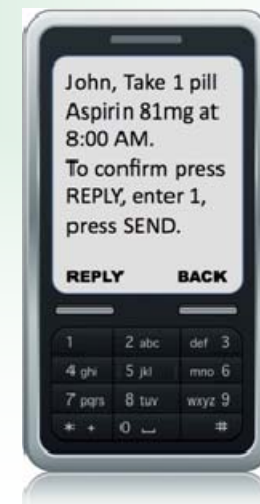 John, Take 1 pill
Aspirin 81mg at
8:00 AM.
To confirm press
REPLY, enter 1,
press SEND.
REPLY BACK
1 2 abc def 3
4 ghi 5 jkl mno 6
7 pqrs 8 tuv wxyz 9
* + 0 ⎵ #